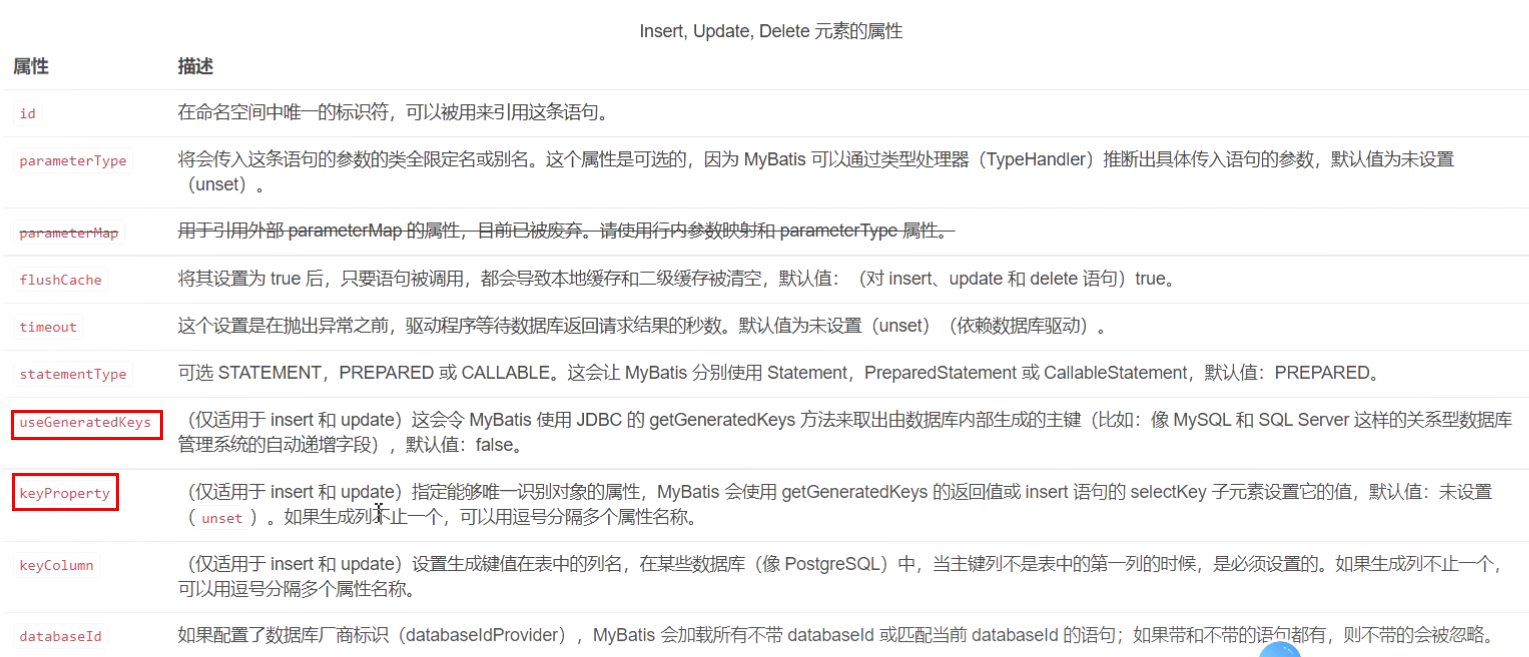 Insert, Update, Delete 元素的属性
属性 描述
id 在命名空间中唯一的标识符，可以被用来引用这条语句。
parameterType 将会传入这条语句的参数的类全限定名或别名。这个属性是可选的，因为 MyBatis 可以通过类型处理器（TypeHandler）推断出具体传入语句的参数，默认值为未设置
（unset）。
parameterMap 用于引用外部 parameterMap 的属性，目前已被废弃。请使用行内参数映射和 parameterType 属性。
flushCache 将其设置为 true 后，只要语句被调用，都会导致本地缓存和二级缓存被清空，默认值：（对 insert、update 和 delete 语句）true。
timeout 这个设置是在抛出异常之前，驱动程序等待数据库返回请求结果的秒数。默认值为未设置（unset）（依赖数据库驱动）。
statementType 可选 STATEMENT，PREPARED 或 CALLABLE。这会让 MyBatis 分别使用 Statement，PreparedStatement 或 CallableStatement，默认值：PREPARED。
useGeneratedKeys （仅适用于 insert 和 update）这会令 MyBatis 使用 JDBC 的 getGeneratedKeys 方法来取出由数据库内部生成的主键（比如：像 MySQL 和 SQL Server 这样的关系型数据库
管理系统的自动递增字段），默认值：false。
keyProperty （仅适用于 insert 和 update）指定能够唯一识别对象的属性，MyBatis 会使用 getGeneratedKeys 的返回值或 insert 语句的 selectKey 子元素设置它的值，默认值：未设置
（unset）。如果生成列不止一个，可以用逗号分隔多个属性名称。
keyColumn （仅适用于 insert 和 update）设置生成键值在表中的列名，在某些数据库（像 PostgreSQL）中，当主键列不是表中的第一列的时候，是必须设置的。如果生成列不止一个，
可以用逗号分隔多个属性名称。
databaseId 如果配置了数据库厂商标识（databaseIdProvider），MyBatis 会加载所有不带 databaseId 或匹配当前 databaseId 的语句；如果带和不带的语句都有，则不带的会被忽略。